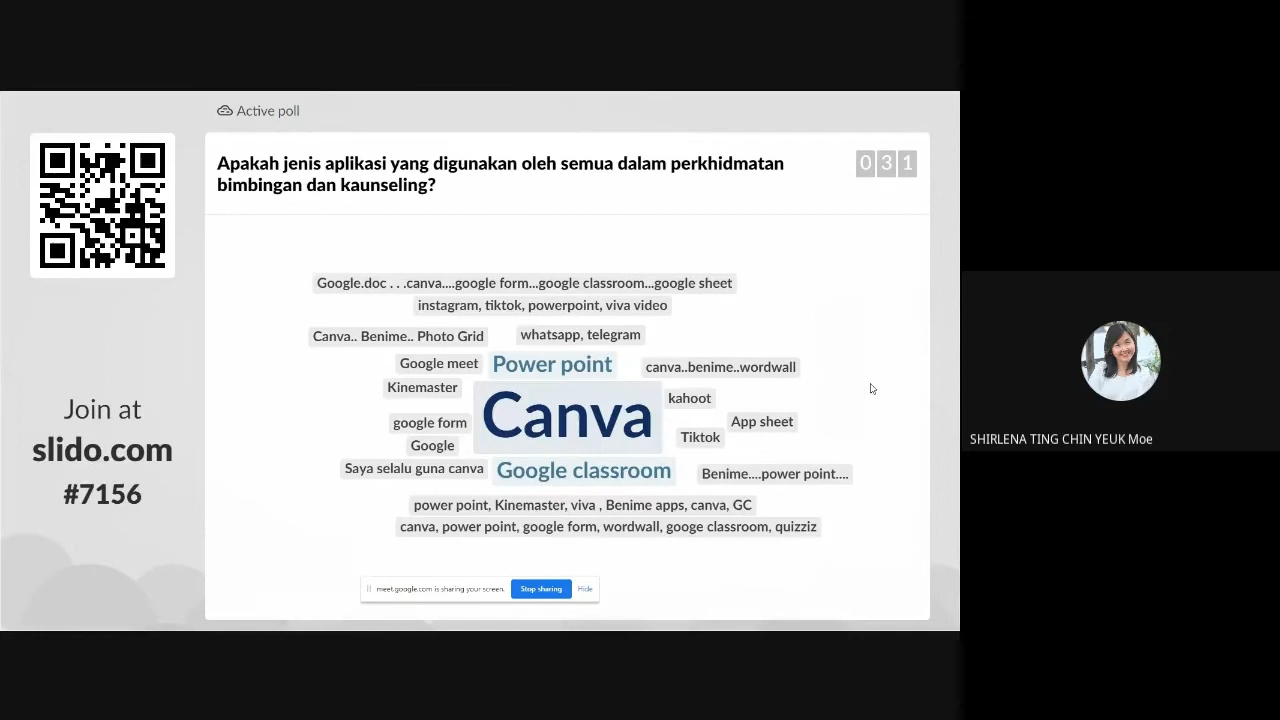 Active poll
Apakah jenis aplikasi yang digunakan oleh semua dalam perkhidmatan
bimbingan dan kaunseling?
031
Join at
slido.com
#7156
Google.doc . . .canva....google form...google classroom...google sheet
instagram, tiktok, powerpoint, viva video
Canva.. Benime.. Photo Grid
whatsapp, telegram
Google meet
Power point
canva..benime..wordwall
Kinemaster
Canva
kahoot
google form
App sheet
Google
Tiktok
Saya selalu guna canva
Google classroom
Benime....power point....
power point, Kinemaster, viva , Benime apps, canva, GC
canva, power point, google form, wordwall, googe classroom, quizziz
meet.google.com is sharing your screen.
Stop sharing
Hide
SHIRLENA TING CHIN YEUK Moe